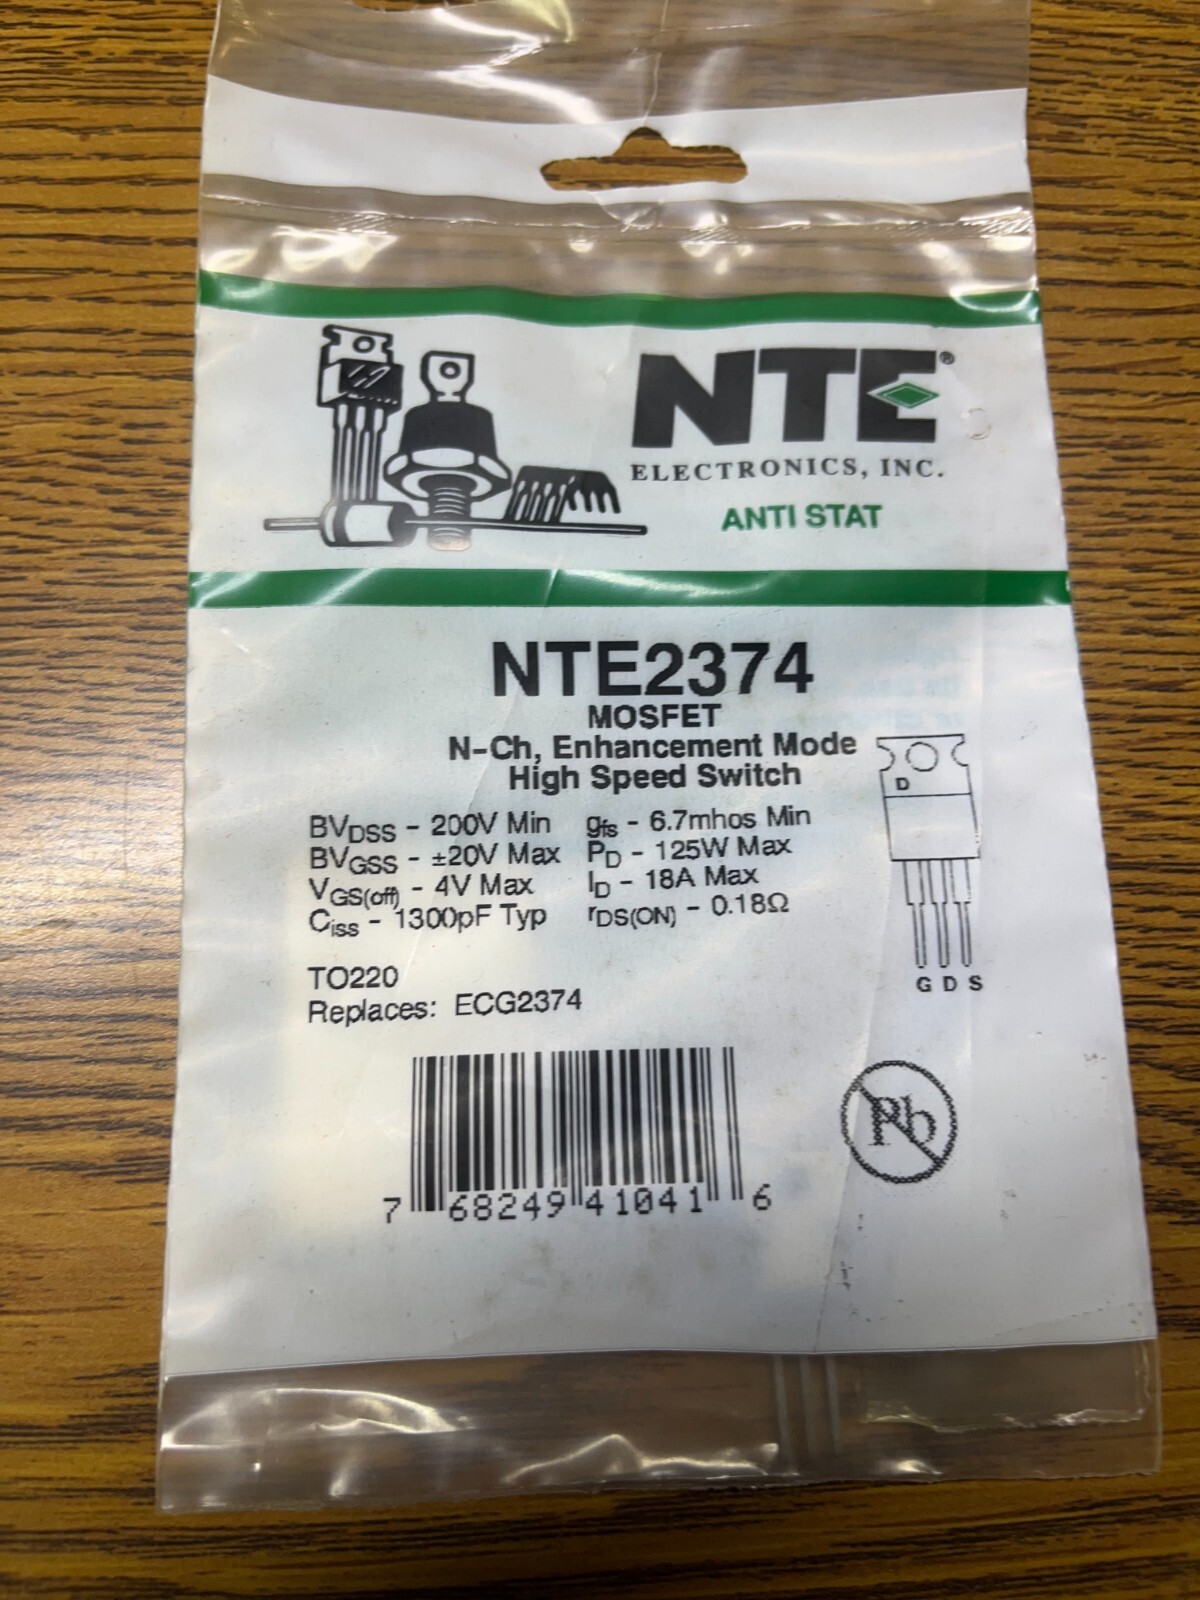 NTE®
ELECTRONICS, INC.
ANTI STAT
NTE2374
MOSFET
N-Ch, Enhancement Mode
High Speed Switch
BVDSS - 200V Min gfs - 6.7mhos Min
BVGSS - ±20V Max PD - 125W Max
VGS(off) - 4V Max ID - 18A Max
Ciss - 1300pF Typ rDS(ON) - 0.18Ω
D
G D S
TO220
Replaces: ECG2374
7 68249 41041 6
Pb